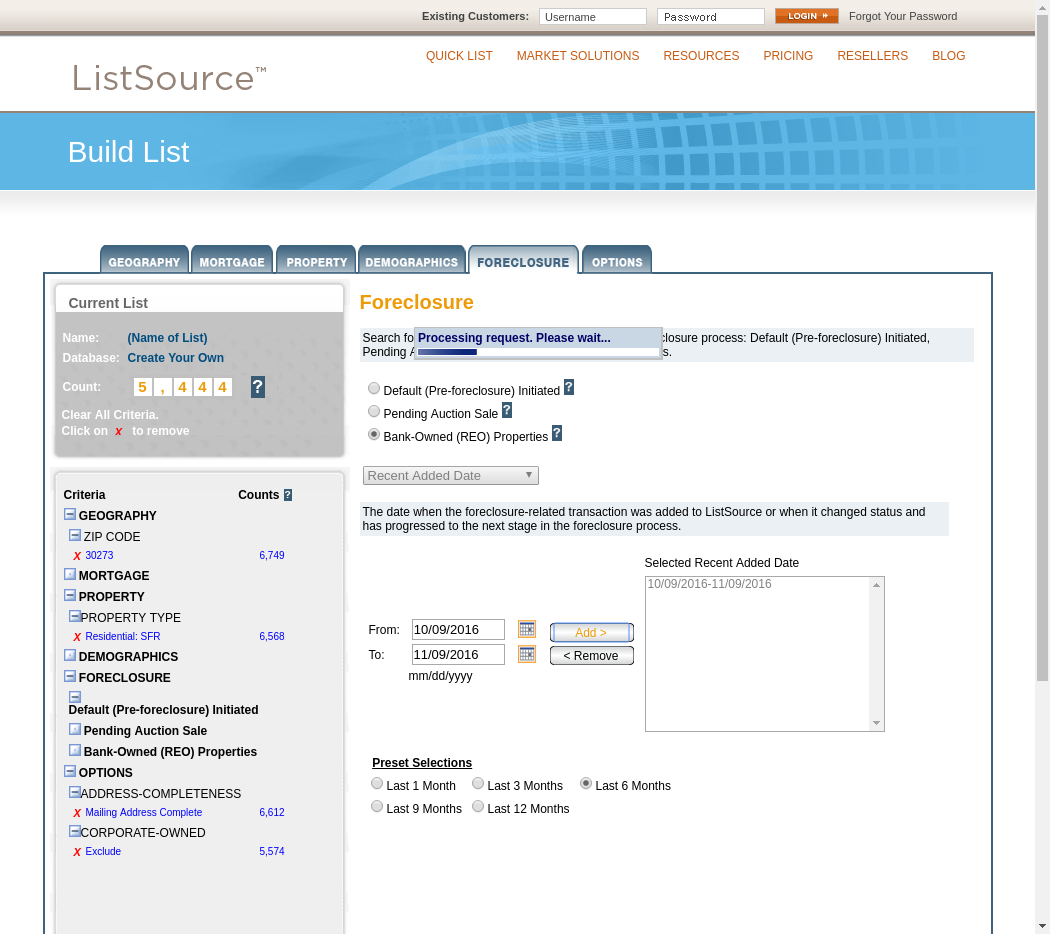 Existing Customers: Username Password LOGIN Forgot Your Password
QUICK LIST MARKET SOLUTIONS RESOURCES PRICING RESELLERS BLOG
ListSource™
Build List
GEOGRAPHY MORTGAGE PROPERTY DEMOGRAPHICS FORECLOSURE OPTIONS
Current List
Name: (Name of List)
Database: Create Your Own
Count: 5,444 ?
Clear All Criteria.
Click on x to remove
Criteria Counts ?
GEOGRAPHY
ZIP CODE
X 30273 6,749
MORTGAGE
PROPERTY
PROPERTY TYPE
X Residential: SFR 6,568
DEMOGRAPHICS
FORECLOSURE
Default (Pre-foreclosure) Initiated
Pending Auction Sale
Bank-Owned (REO) Properties
OPTIONS
ADDRESS-COMPLETENESS
X Mailing Address Complete 6,612
CORPORATE-OWNED
X Exclude 5,574
Foreclosure
Search fo
Processing request. Please wait...
closure process: Default (Pre-foreclosure) Initiated,
Pending A
s.
Default (Pre-foreclosure) Initiated ?
Pending Auction Sale ?
Bank-Owned (REO) Properties ?
Recent Added Date
The date when the foreclosure-related transaction was added to ListSource or when it changed status and
has progressed to the next stage in the foreclosure process.
Selected Recent Added Date
10/09/2016-11/09/2016
From: 10/09/2016 Add >
To: 11/09/2016 < Remove
mm/dd/yyyy
Preset Selections
Last 1 Month Last 3 Months Last 6 Months
Last 9 Months Last 12 Months